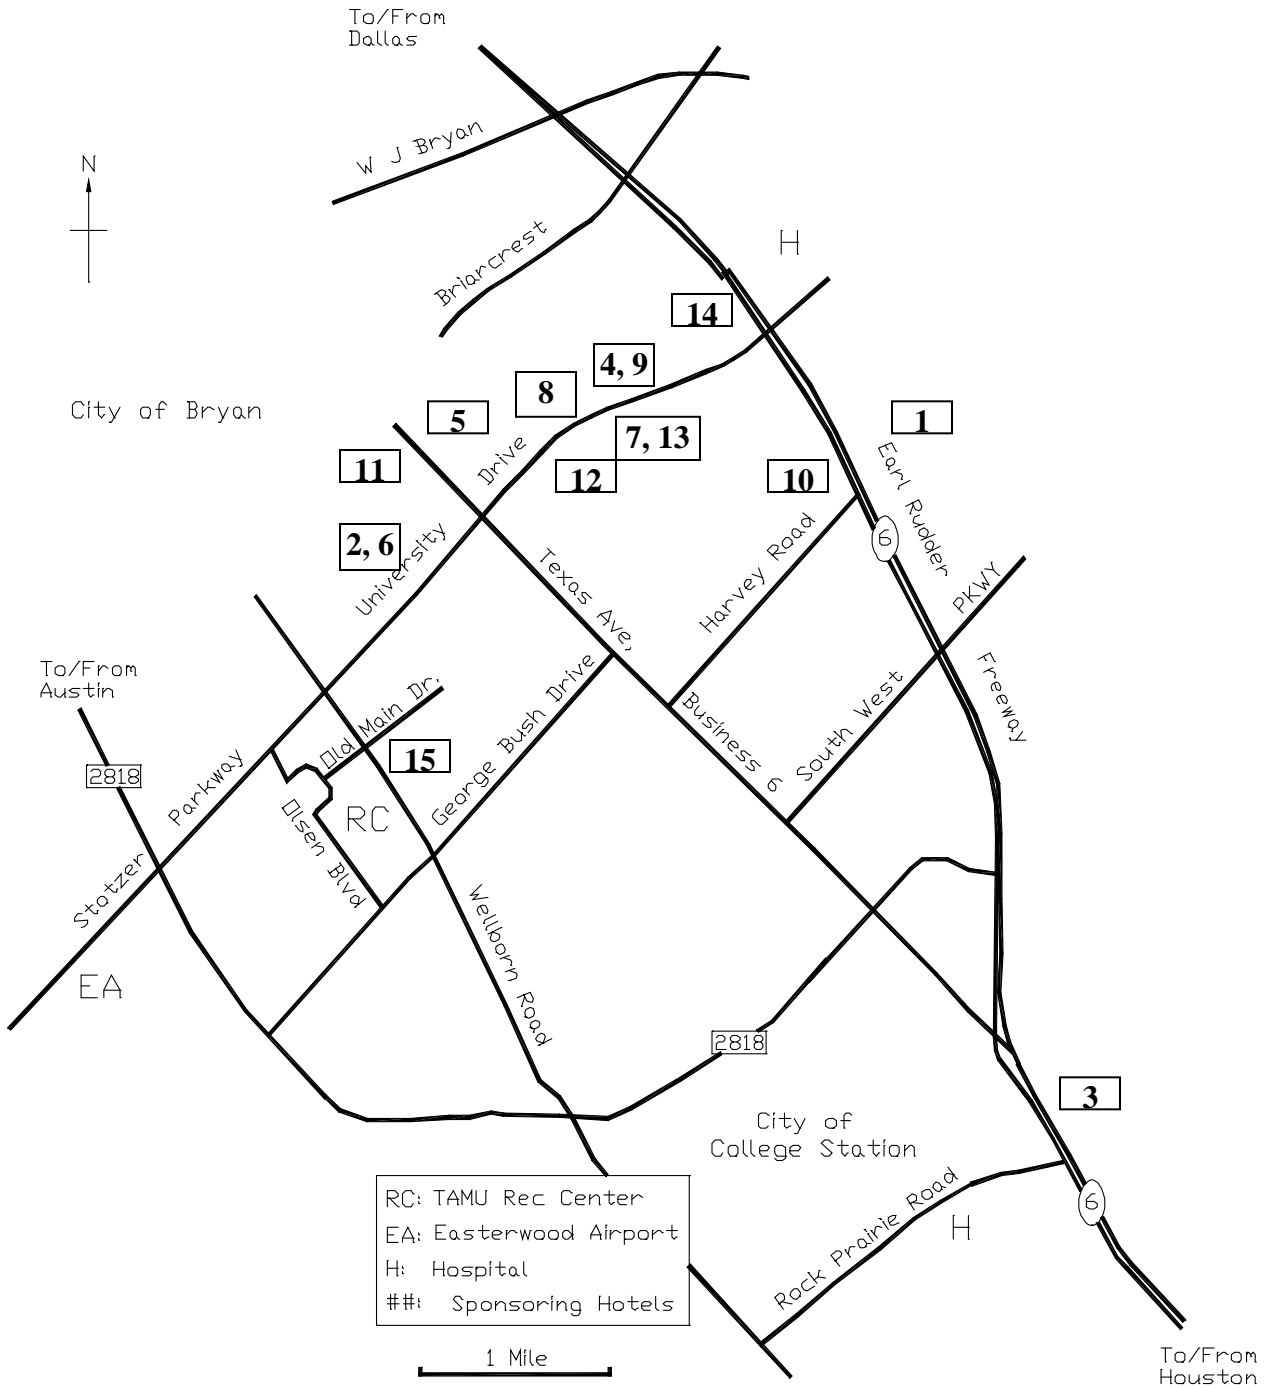 To/From
Dallas
W J Bryan
N
Briarcrest
H
14
4, 9
8
City of Bryan
5
1
7, 13
Drive
11
12
10
Earl Rudder
6
2, 6
University
Texas Ave,
Harvey Road
PKWY
To/From
Austin
Old Main Dr.
George Bush Drive
Business 6
South West
Freeway
15
2818
Parkway
RC
Olsen Blvd
Stotzer
Wellborn Road
EA
2818
3
City of
College Station
RC: TAMU Rec Center
EA: Easterwood Airport
H: Hospital
##: Sponsoring Hotels
Rock Prairie Road
H
6
1 Mile
To/From
Houston